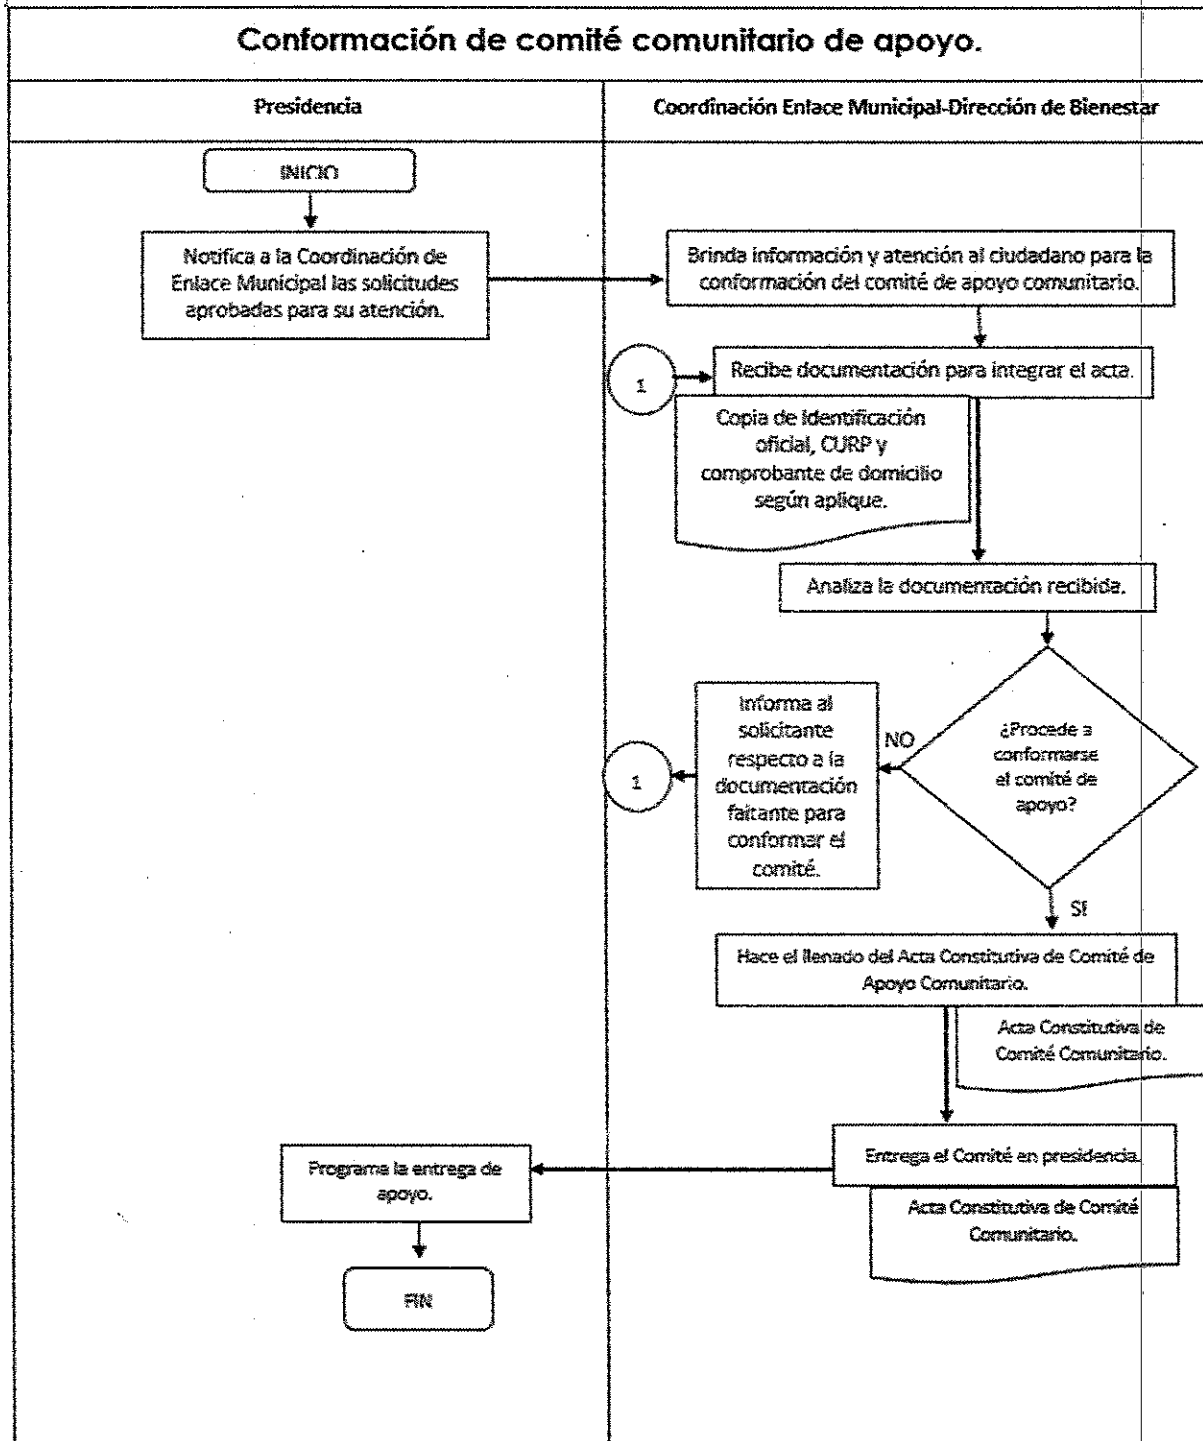 Conformación de comité comunitario de apoyo.
Presidencia
Coordinación Enlace Municipal-Dirección de Bienestar
INICIO
Notifica a la Coordinación de
Enlace Municipal las solicitudes
aprobadas para su atención.
Brinda información y atención al ciudadano para la
conformación del comité de apoyo comunitario.
1
Recibe documentación para integrar el acta.
Copia de Identificación
oficial, CURP y
comprobante de domicilio
según aplique.
Analiza la documentación recibida.
¿Procede a
conformarse
el comité de
apoyo?
NO
Informa al
solicitante
respecto a la
documentación
faltante para
conformar el
comité.
1
SI
Hace el llenado del Acta Constitutiva de Comité de
Apoyo Comunitario.
Acta Constitutiva de
Comité Comunitario.
Entrega el Comité en presidencia.
Acta Constitutiva de Comité
Comunitario.
Programa la entrega de
apoyo.
FIN